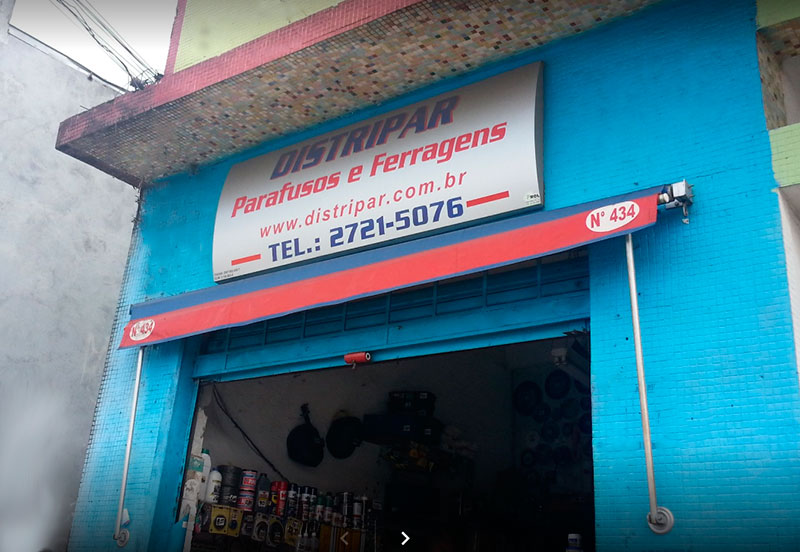 DISTRIPAR
Parafusos e Ferragens
www.distripar.com.br
TEL.: 2721-5076
Nº 434
Nº 434